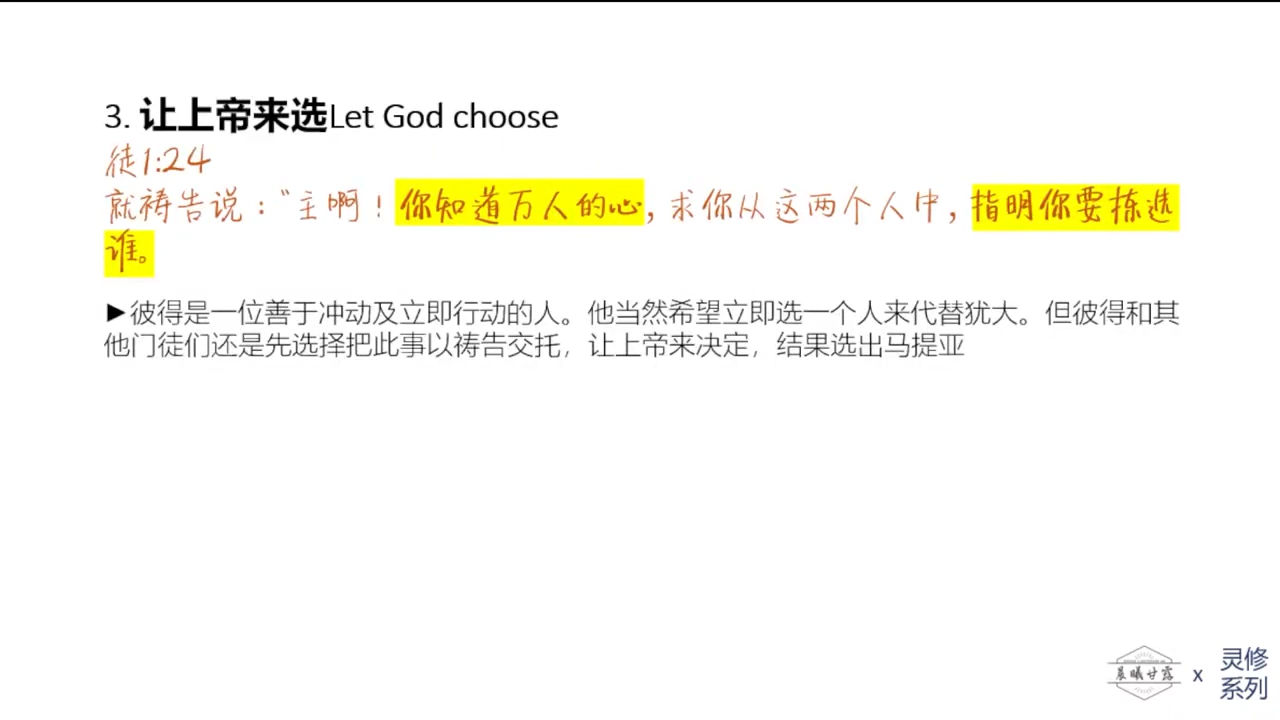 3. 让上帝来选Let God choose
徒1:24
就祷告说："主啊！你知道万人的心，求你从这两个人中，指明你要拣选
谁。
►彼得是一位善于冲动及立即行动的人。他当然希望立即选一个人来代替犹大。但彼得和其
他门徒们还是先选择把此事以祷告交托，让上帝来决定，结果选出马提亚
晨曦甘露 x 灵修
系列